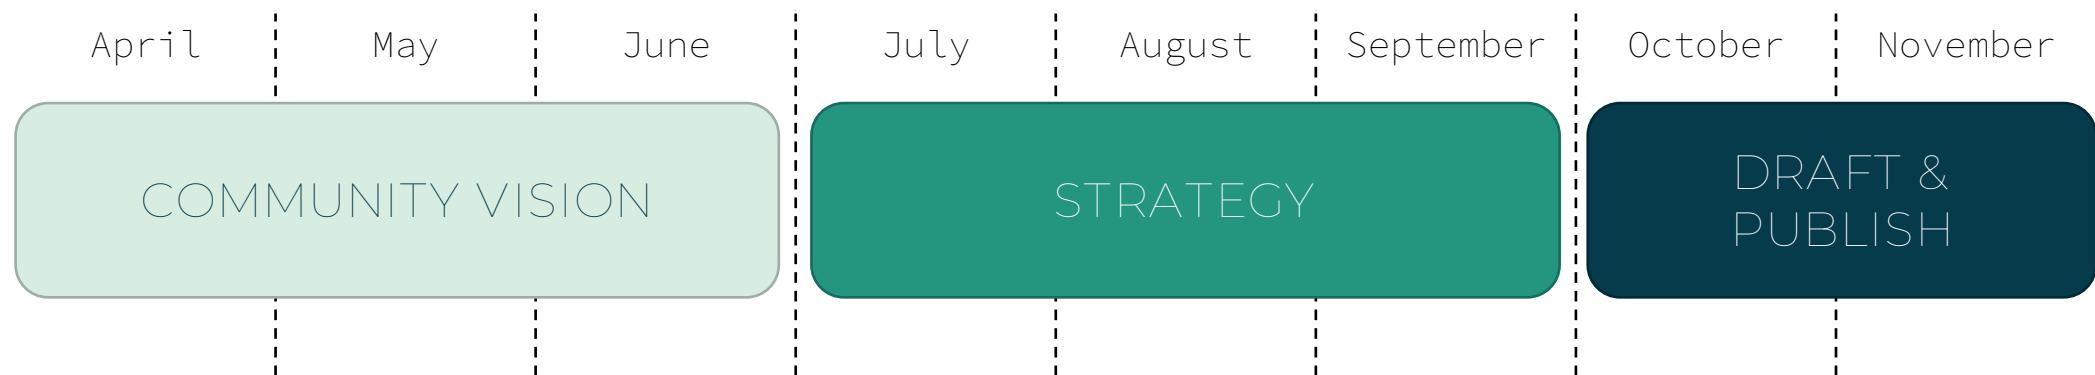 April May June July August September October November
COMMUNITY VISION
STRATEGY
DRAFT &
PUBLISH